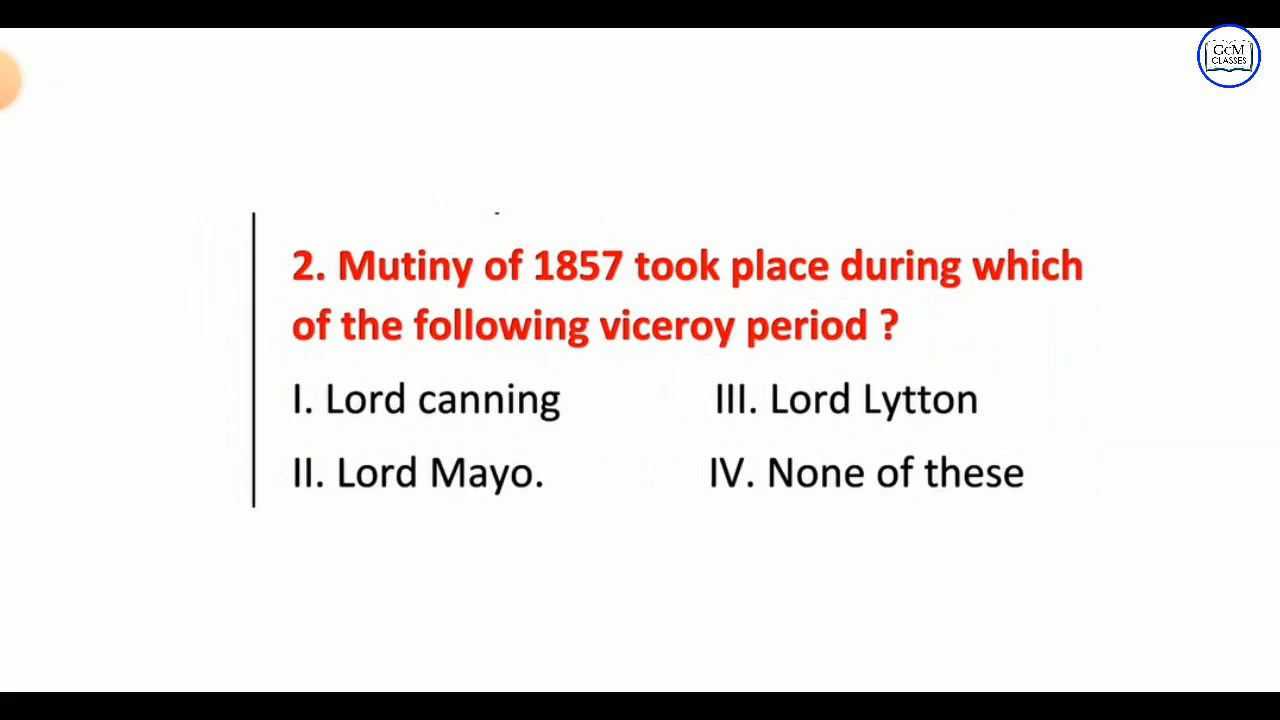 GCM
CLASSES
2. Mutiny of 1857 took place during which
of the following viceroy period ?
I. Lord canning III. Lord Lytton
II. Lord Mayo. IV. None of these